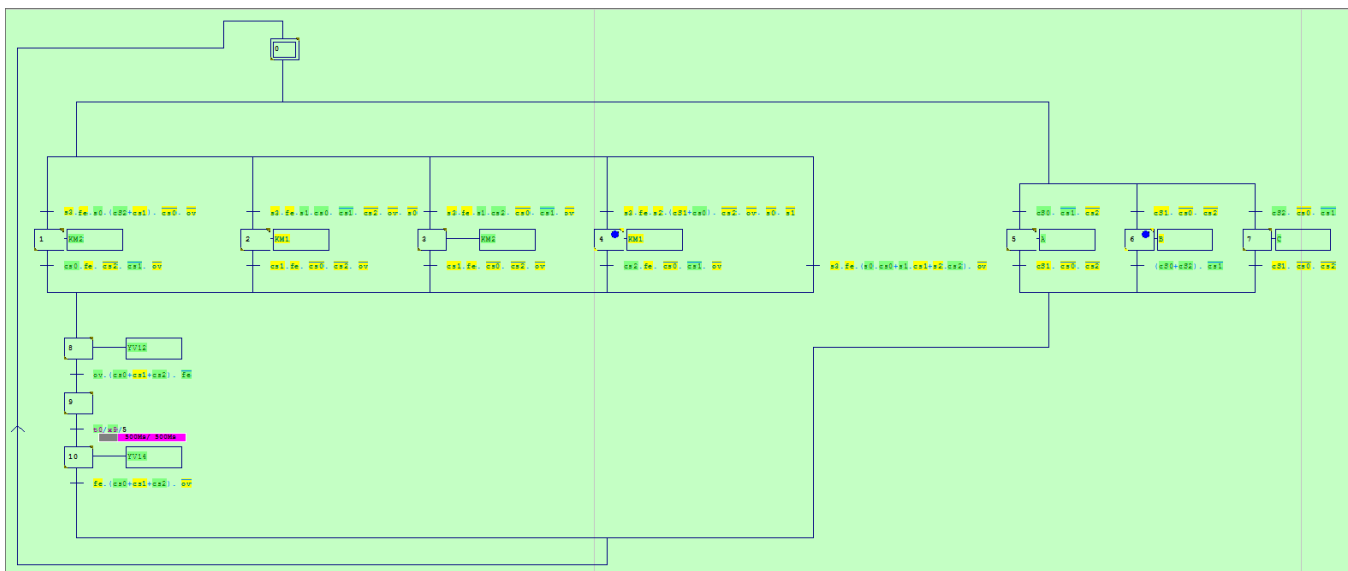 0
s3.fe.s0.(cS2+cs1). cs0. ov
s3.fe.s1.cs0. cs1. cs2. ov. s0
s3.fe.s1.cs2. cs0. cs1. ov
s3.fe.s2.(cS1+cs0). cs2. ov. s0. s1
cS0. cs1. cs2
cS1. cs0. cs2
cS2. cs0. cs1
1 KM2
2 KM1
3 KM2
4 KM1
5 A
6 B
7 C
cs0.fe. cs2. cs1. ov
cs1.fe. cs0. cs2. ov
cs1.fe. cs0. cs2. ov
cs2.fe. cs0. cs1. ov
s3.fe.(s0.cs0+s1.cs1+s2.cs2). ov
cS1. cs0. cs2
(cS0+cS2). cs1
cS1. cs0. cs2
8 YV12
ov.(cs0+cs1+cs2). fe
9
t0/x9/5
500Ms/ 500Ms
10 YV14
fe.(cs0+cs1+cs2). ov